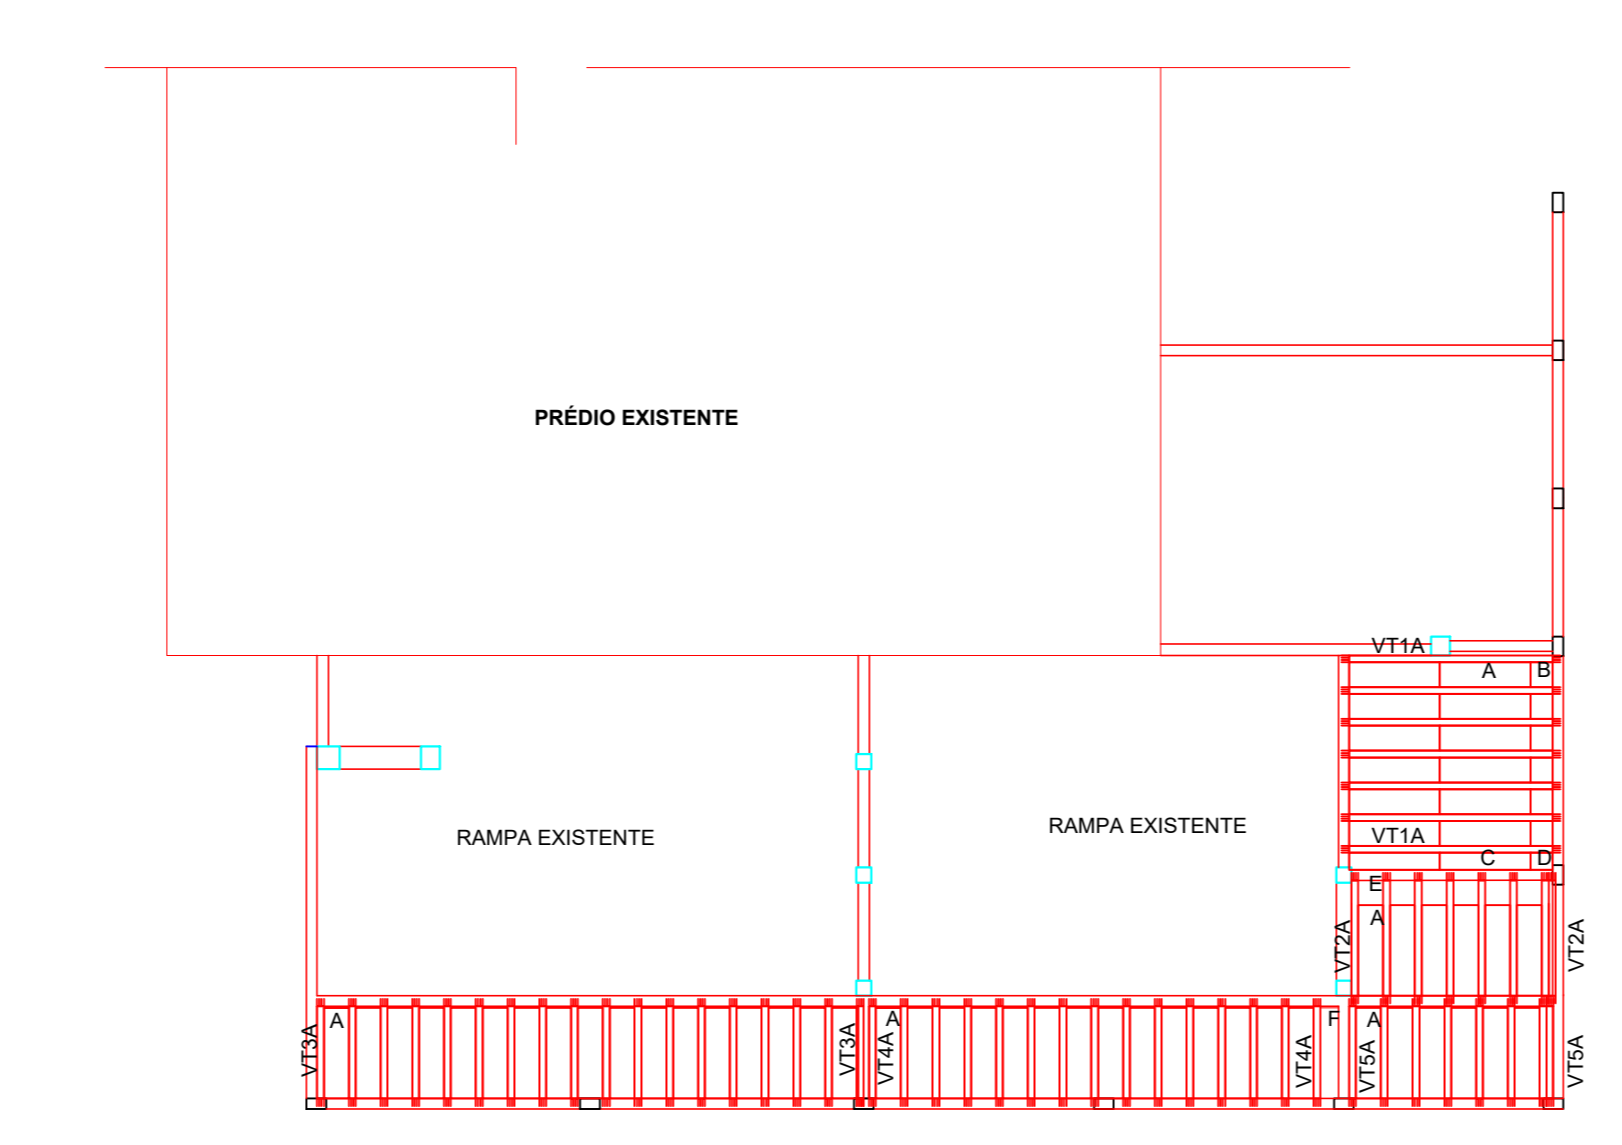 PRÉDIO EXISTENTE
VT1A
A
B
RAMPA EXISTENTE
RAMPA EXISTENTE
VT1A
C
D
E
A
VT2A
VT2A
A
A
F
A
VT3A
VT3A
VT4A
VT4A
VT5A
VT5A